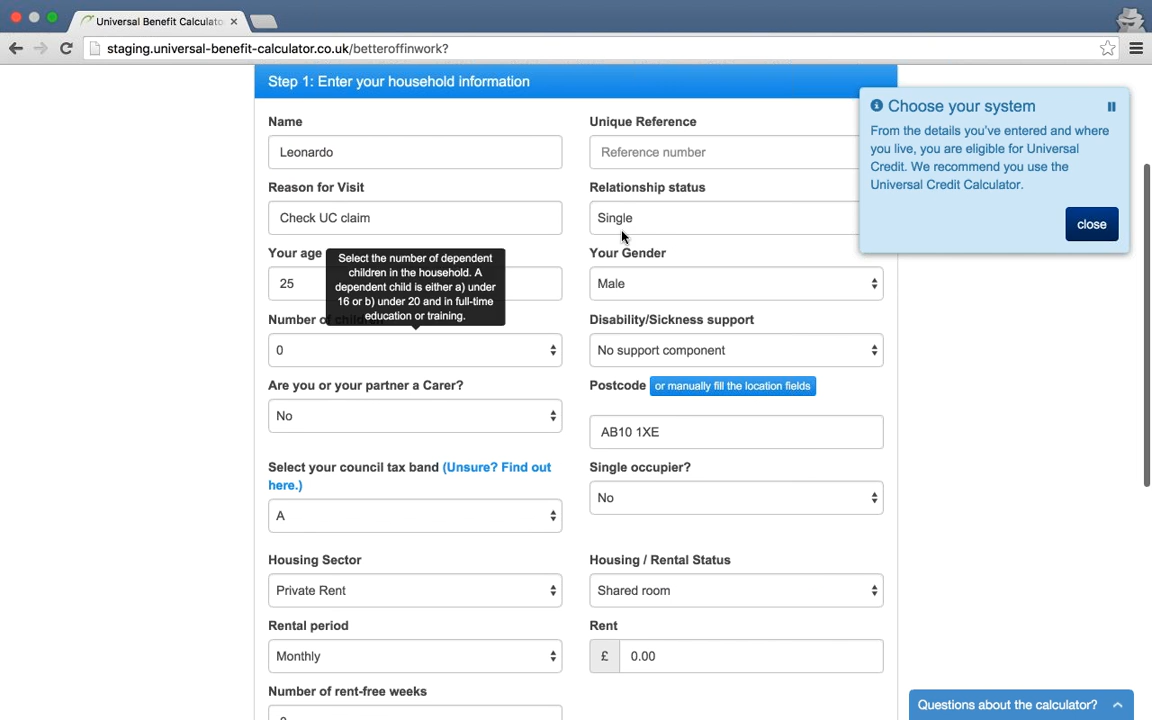 Universal Benefit Calculato
staging.universal-benefit-calculator.co.uk/betteroffinwork?
Step 1: Enter your household information
Name
Unique Reference
Leonardo
Reference number
Reason for Visit
Relationship status
Check UC claim
Single
Your age
Your Gender
25
Male
Select the number of dependent
children in the household. A
dependent child is either a) under
16 or b) under 20 and in full-time
education or training.
Number of children
Disability/Sickness support
0
No support component
Are you or your partner a Carer?
Postcode or manually fill the location fields
No
AB10 1XE
Select your council tax band (Unsure? Find out
here.)
Single occupier?
A
No
Housing Sector
Housing / Rental Status
Private Rent
Shared room
Rental period
Rent
Monthly
£ 0.00
Number of rent-free weeks
Choose your system
From the details you've entered and where
you live, you are eligible for Universal
Credit. We recommend you use the
Universal Credit Calculator.
close
Questions about the calculator?